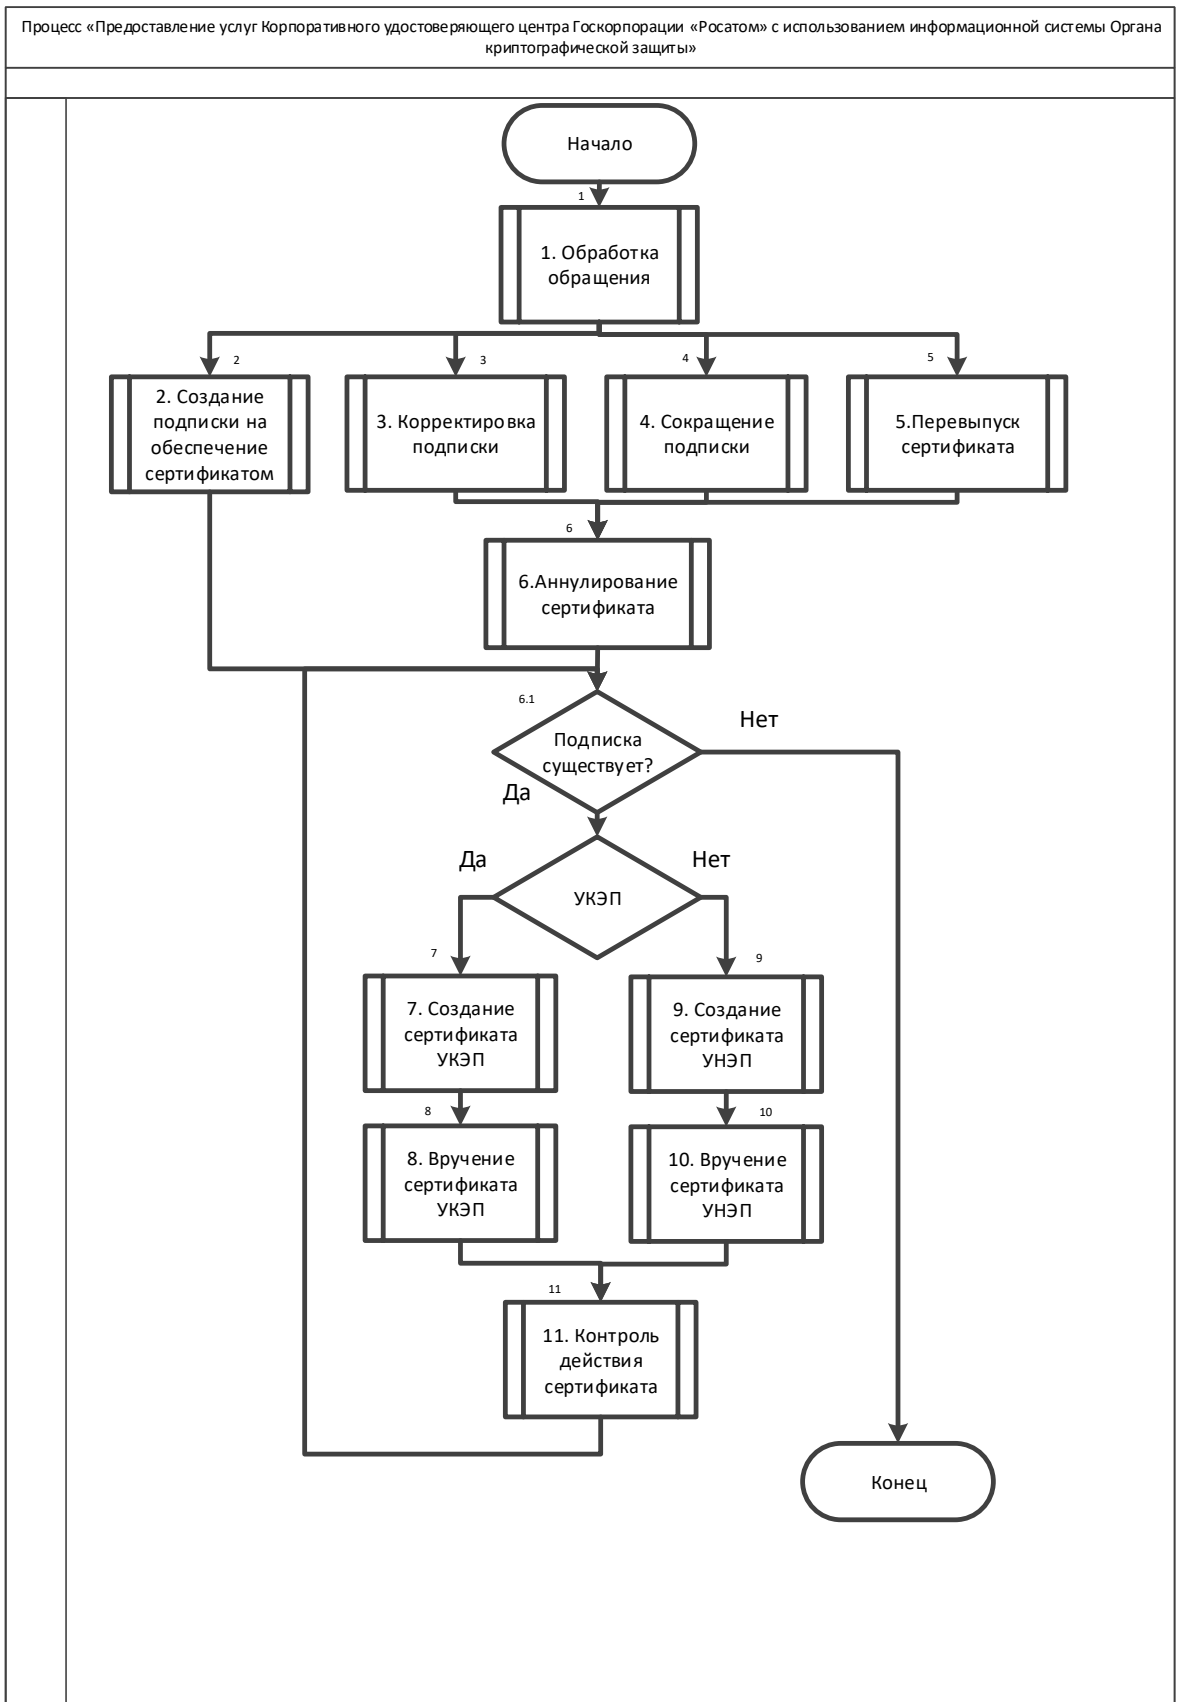 Процесс «Предоставление услуг Корпоративного удостоверяющего центра Госкорпорации «Росатом» с использованием информационной системы Органа
криптографической защиты»
Начало
1
1. Обработка
обращения
2
3
4
5
2. Создание
подписки на
обеспечение
сертификатом
3. Корректировка
подписки
4. Сокращение
подписки
5.Перевыпуск
сертификата
6
6.Аннулирование
сертификата
6.1
Нет
Подписка
существует?
Да
Да
Нет
УКЭП
7
9
7. Создание
сертификата
УКЭП
9. Создание
сертификата
УНЭП
8
10
8. Вручение
сертификата
УКЭП
10. Вручение
сертификата
УНЭП
11
11. Контроль
действия
сертификата
Конец